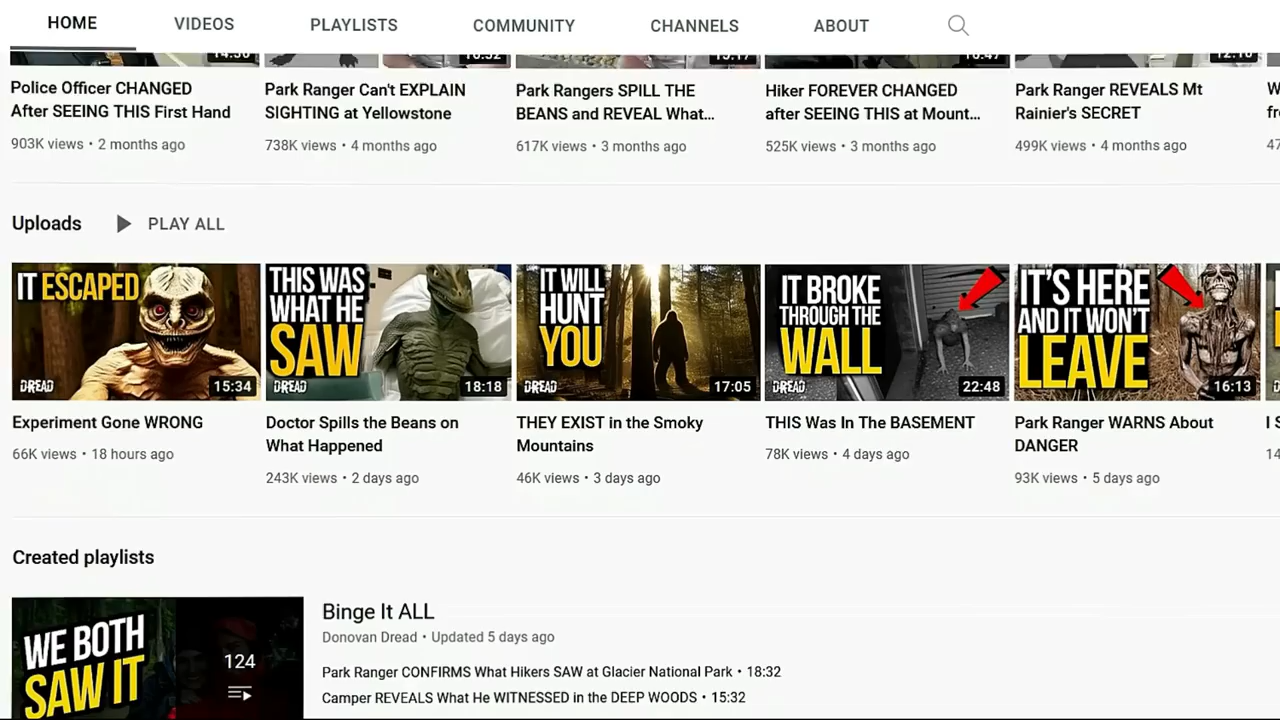 HOME VIDEOS PLAYLISTS COMMUNITY CHANNELS ABOUT
Police Officer CHANGED
After SEEING THIS First Hand
903K views • 2 months ago
Park Ranger Can't EXPLAIN
SIGHTING at Yellowstone
738K views • 4 months ago
Park Rangers SPILL THE
BEANS and REVEAL What...
617K views • 3 months ago
Hiker FOREVER CHANGED
after SEEING THIS at Mount...
525K views • 3 months ago
Park Ranger REVEALS Mt
Rainier's SECRET
499K views • 4 months ago
Uploads PLAY ALL
IT ESCAPED
DREAD
15:34
Experiment Gone WRONG
66K views • 18 hours ago
THIS WAS
WHAT HE
SAW
DREAD
18:18
Doctor Spills the Beans on
What Happened
243K views • 2 days ago
IT WILL
HUNT
YOU
DREAD
17:05
THEY EXIST in the Smoky
Mountains
46K views • 3 days ago
IT BROKE
THROUGH THE
WALL
DREAD
22:48
THIS Was In The BASEMENT
78K views • 4 days ago
IT'S HERE
AND IT WON'T
LEAVE
DREAD
16:13
Park Ranger WARNS About
DANGER
93K views • 5 days ago
Created playlists
WE BOTH
SAW IT
124
Binge It ALL
Donovan Dread • Updated 5 days ago
Park Ranger CONFIRMS What Hikers SAW at Glacier National Park • 18:32
Camper REVEALS What He WITNESSED in the DEEP WOODS • 15:32